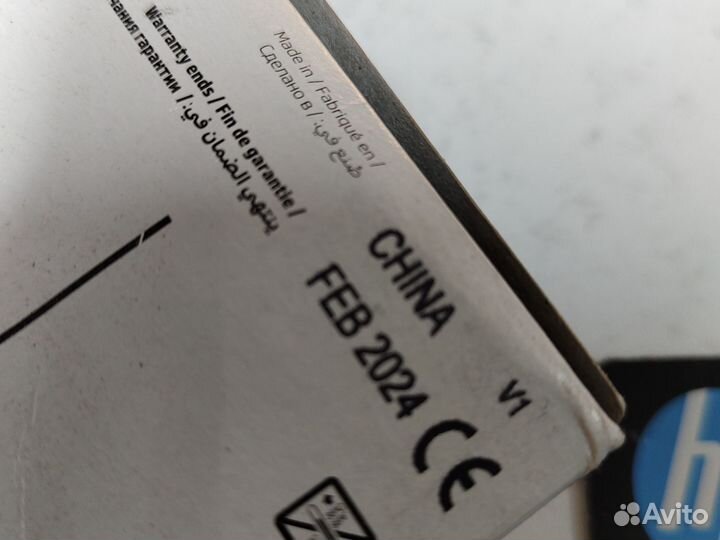 Made in / Fabriqué en /
Сделано в / صنع في:
CHINA
Warranty ends / Fin de garantie /
гарантии / ينتهي الضمان في:
FEB 2024
V1
CE
Avito